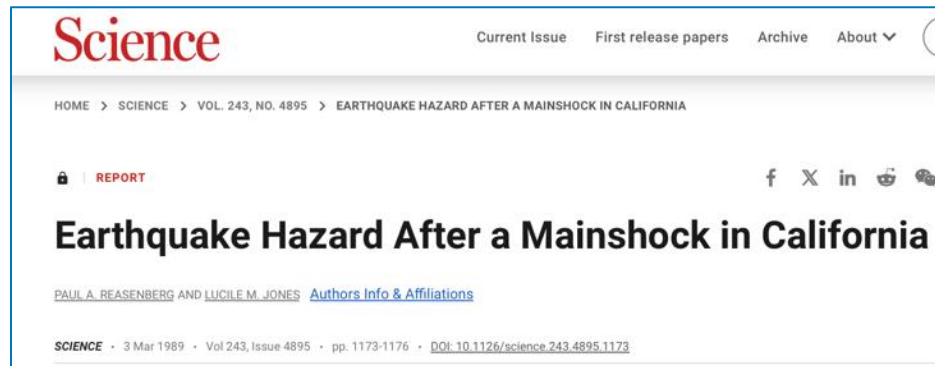 Science
Current Issue First release papers Archive About
HOME > SCIENCE > VOL. 243, NO. 4895 > EARTHQUAKE HAZARD AFTER A MAINSHOCK IN CALIFORNIA
REPORT
Earthquake Hazard After a Mainshock in California
PAUL A. REASENBERG AND LUCILE M. JONES Authors Info & Affiliations
SCIENCE • 3 Mar 1989 • Vol 243, Issue 4895 • pp. 1173-1176 • DOI: 10.1126/science.243.4895.1173